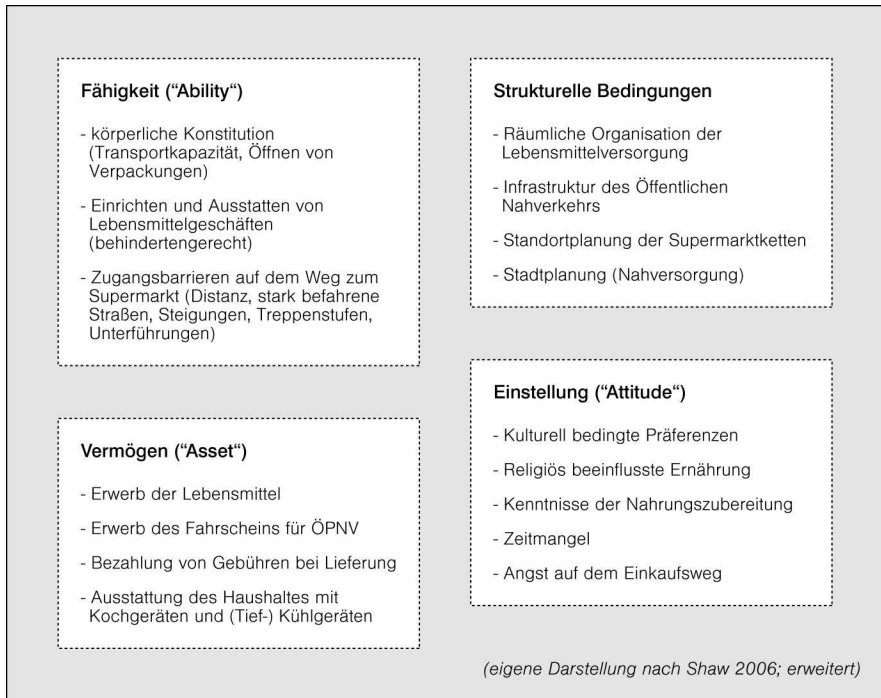 Fähigkeit (“Ability“)
- körperliche Konstitution
(Transportkapazität, Öffnen von
Verpackungen)
- Einrichten und Ausstatten von
Lebensmittelgeschäften
(behindertengerecht)
- Zugangsbarrieren auf dem Weg zum
Supermarkt (Distanz, stark befahrene
Straßen, Steigungen, Treppenstufen,
Unterführungen)
Strukturelle Bedingungen
- Räumliche Organisation der
Lebensmittelversorgung
- Infrastruktur des Öffentlichen
Nahverkehrs
- Standortplanung der Supermarktketten
- Stadtplanung (Nahversorgung)
Vermögen (“Asset“)
- Erwerb der Lebensmittel
- Erwerb des Fahrscheins für ÖPNV
- Bezahlung von Gebühren bei Lieferung
- Ausstattung des Haushaltes mit
Kochgeräten und (Tief-) Kühlgeräten
Einstellung (“Attitude“)
- Kulturell bedingte Präferenzen
- Religiös beeinflusste Ernährung
- Kenntnisse der Nahrungszubereitung
- Zeitmangel
- Angst auf dem Einkaufsweg
(eigene Darstellung nach Shaw 2006; erweitert)